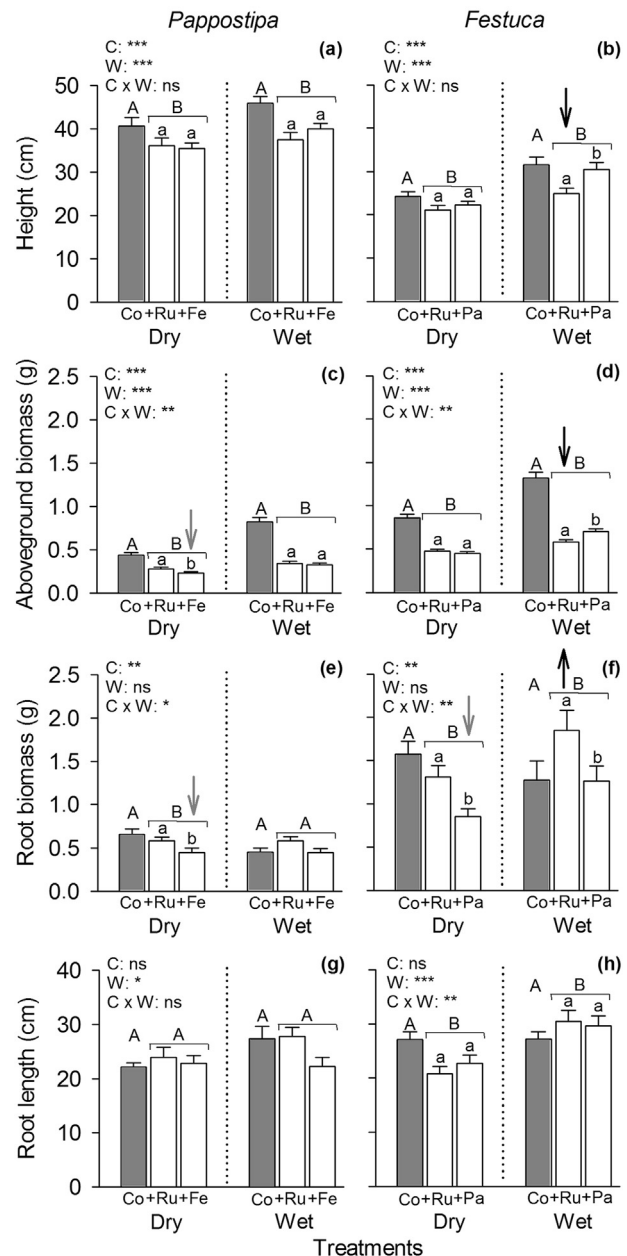 Pappostipa Festuca
C: ***
W: ***
C x W: ns
(a)
Height (cm)
50
40
30
20
10
0
A B
a a
A B
a a
Co+Ru+Fe Co+Ru+Fe
Dry Wet
C: ***
W: ***
C x W: ns
(b)
A B
a a
A B
a b
Co+Ru+Pa Co+Ru+Pa
Dry Wet
C: ***
W: ***
C x W: **
(c)
Aboveground biomass (g)
2.5
2.0
1.5
1.0
0.5
0.0
A B
a b
A B
a a
Co+Ru+Fe Co+Ru+Fe
Dry Wet
C: ***
W: ***
C x W: **
(d)
A B
a a
A B
a b
Co+Ru+Pa Co+Ru+Pa
Dry Wet
C: **
W: ns
C x W: *
(e)
Root biomass (g)
2.5
2.0
1.5
1.0
0.5
0.0
A B
a b
A A
Co+Ru+Fe Co+Ru+Fe
Dry Wet
C: **
W: ns
C x W: **
(f)
A B
a b
A B
a b
Co+Ru+Pa Co+Ru+Pa
Dry Wet
C: ns
W: *
C x W: ns
(g)
Root length (cm)
40
30
20
10
0
A A
A A
Co+Ru+Fe Co+Ru+Fe
Dry Wet
C: ns
W: ***
C x W: **
(h)
A B
a a
A B
a a
Co+Ru+Pa Co+Ru+Pa
Dry Wet
Treatments